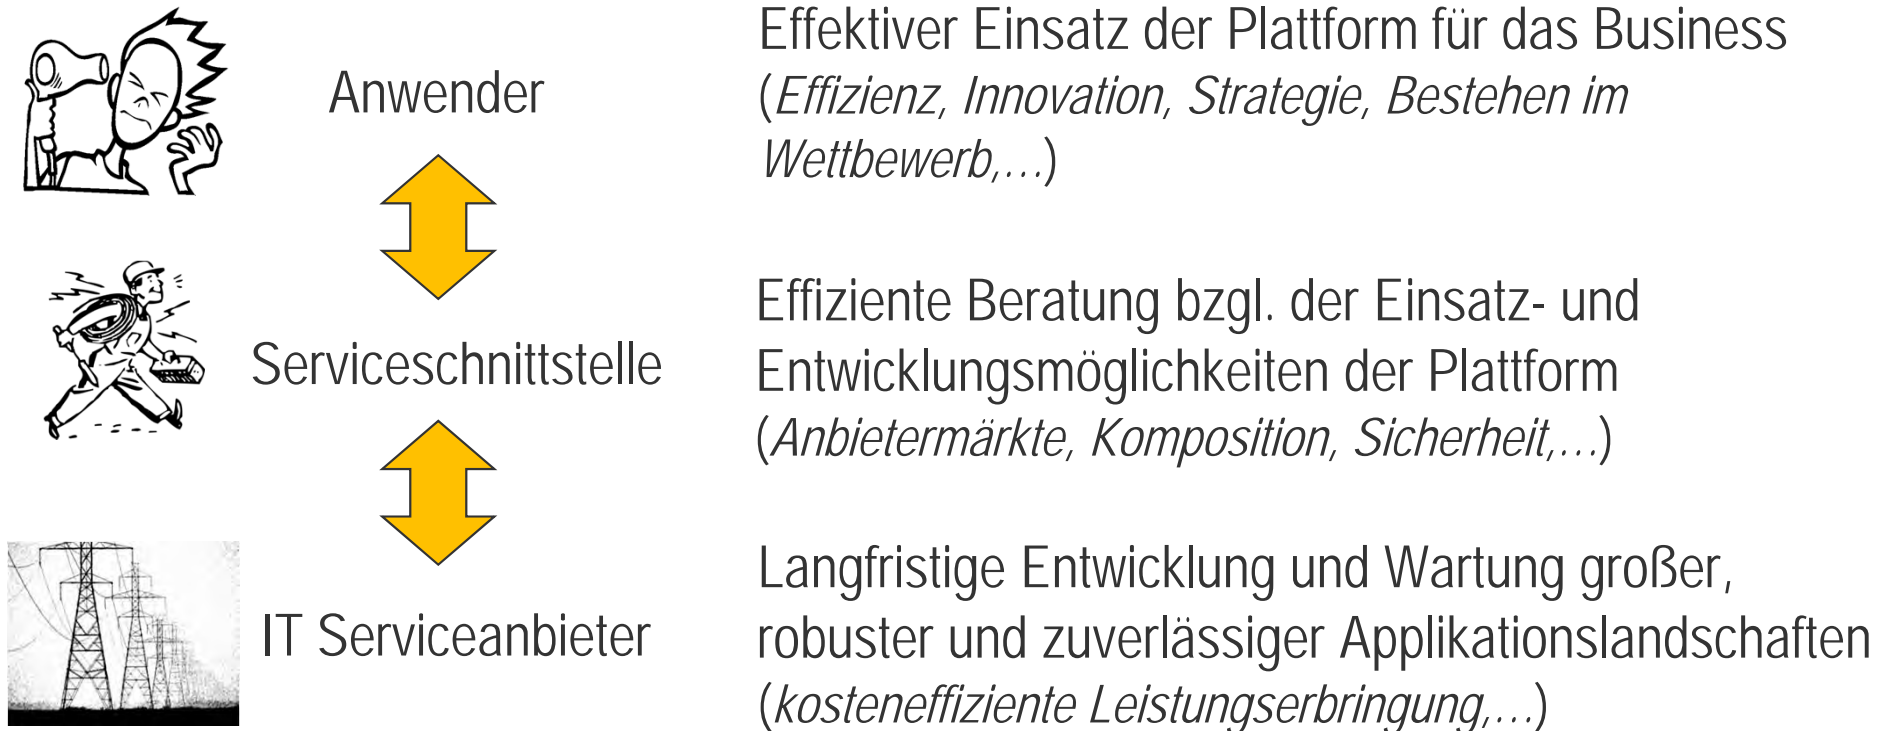 Anwender
Effektiver Einsatz der Plattform für das Business
(Effizienz, Innovation, Strategie, Bestehen im
Wettbewerb,...)
Serviceschnittstelle
Effiziente Beratung bzgl. der Einsatz- und
Entwicklungsmöglichkeiten der Plattform
(Anbietermärkte, Komposition, Sicherheit,...)
IT Serviceanbieter
Langfristige Entwicklung und Wartung großer,
robuster und zuverlässiger Applikationslandschaften
(kosteneffiziente Leistungserbringung,...)